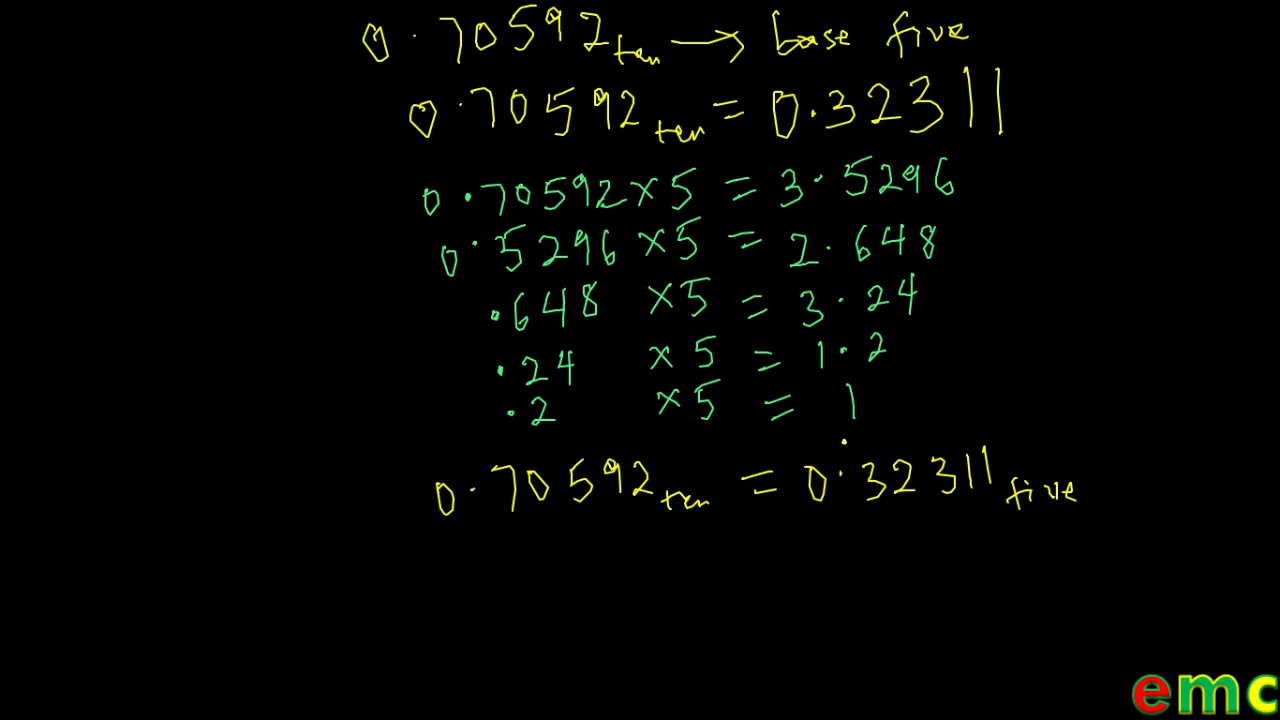 0.70592ten → base five
0.70592ten = 0.32311
0.70592 × 5 = 3.5296
0.5296 × 5 = 2.648
.648 × 5 = 3.24
.24 × 5 = 1.2
.2 × 5 = 1
0.70592ten = 0.32311five
emc